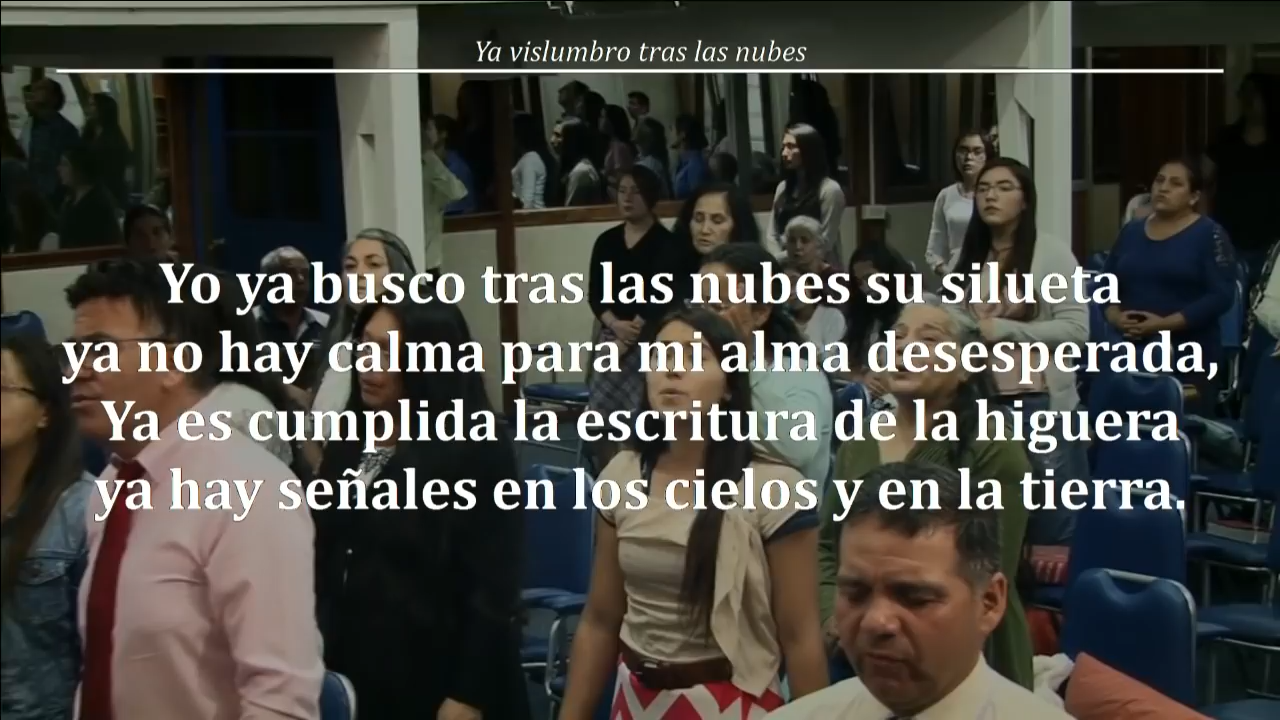 Ya vislumbro tras las nubes
Yo ya busco tras las nubes su silueta
ya no hay calma para mi alma desesperada,
Ya es cumplida la escritura de la higuera
ya hay señales en los cielos y en la tierra.